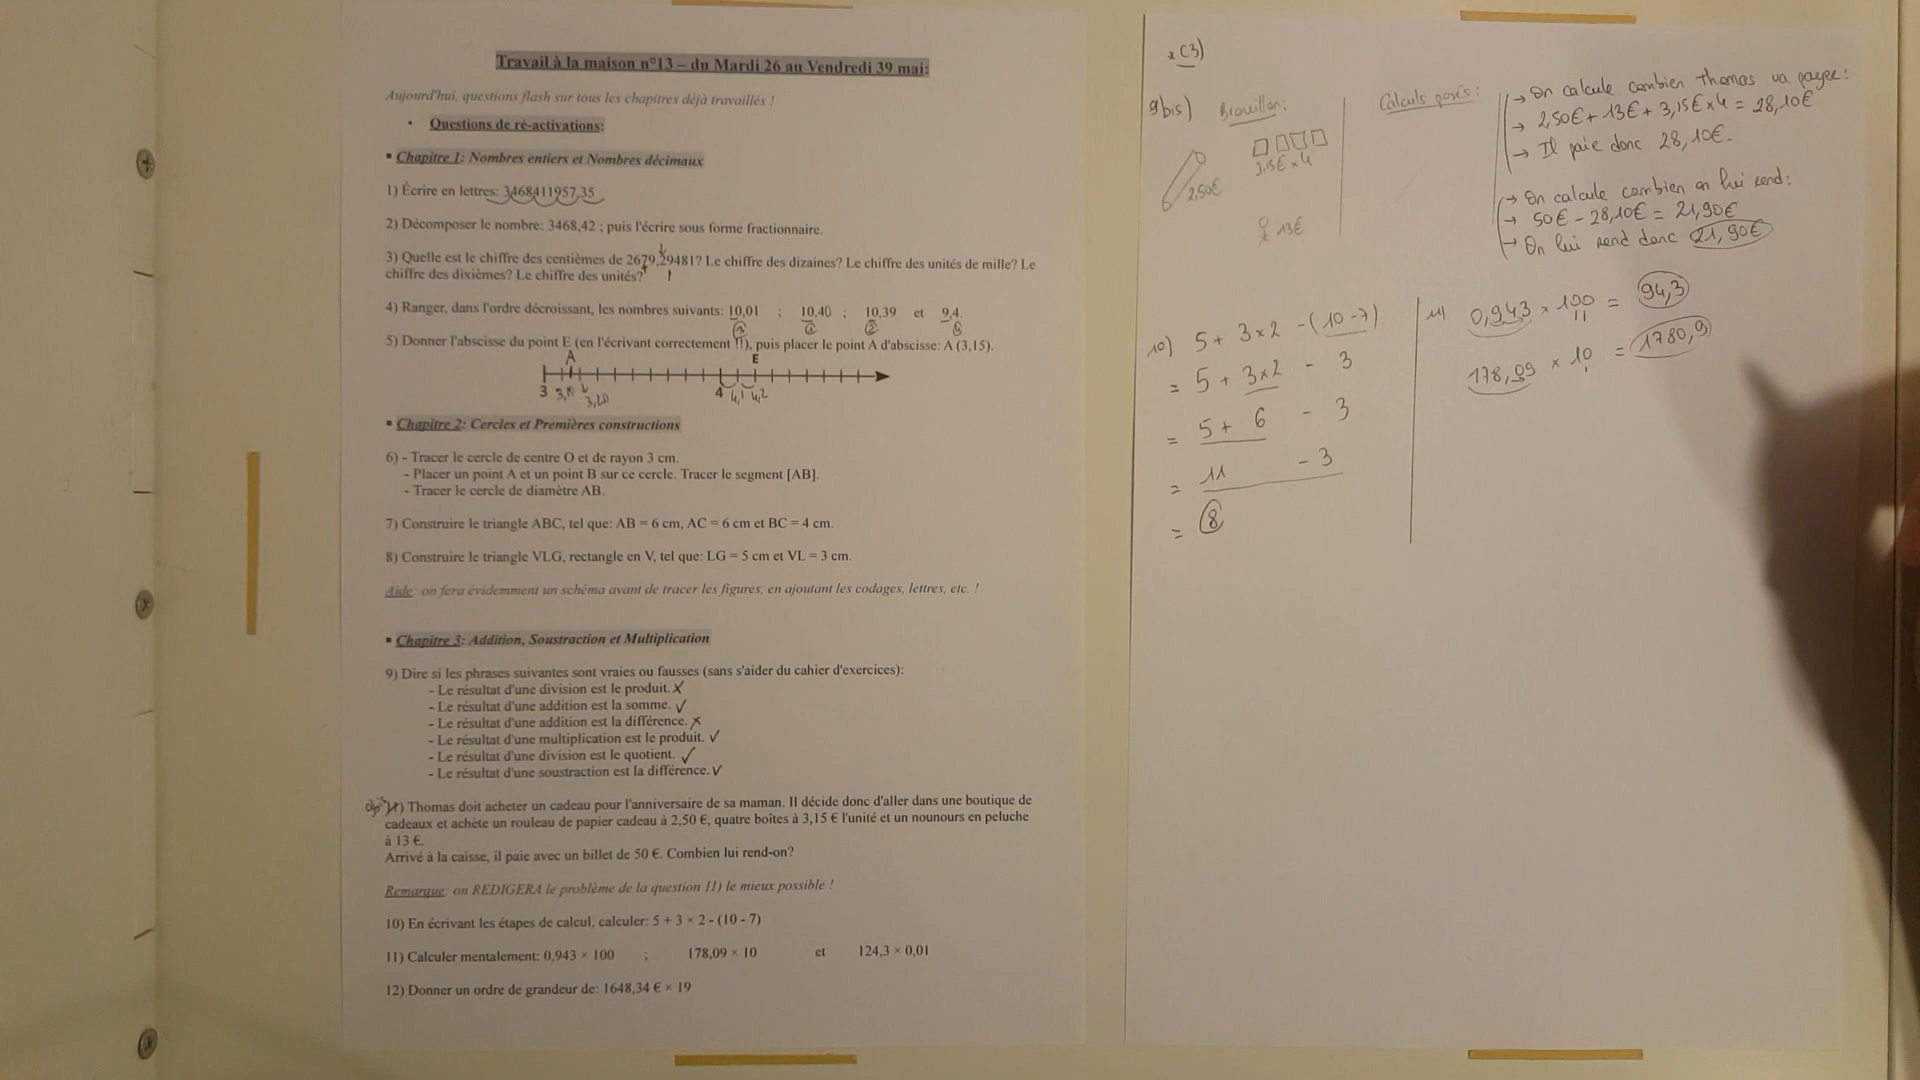 Travail à la maison n°13 – du Mardi 26 au Vendredi 39 mai:
Aujourd'hui, questions flash sur tous les chapitres déjà travaillés !
• Questions de ré-activations:
▪ Chapitre 1: Nombres entiers et Nombres décimaux
1) Écrire en lettres: 3468411957,35
2) Décomposer le nombre: 3468,42 ; puis l'écrire sous forme fractionnaire.
3) Quelle est le chiffre des centièmes de 2679,29481? Le chiffre des dizaines? Le chiffre des unités de mille? Le
chiffre des dixièmes? Le chiffre des unités?
4) Ranger, dans l'ordre décroissant, les nombres suivants: 10,01 ; 10,40 ; 10,39 et 9,4.
5) Donner l'abscisse du point E (en l'écrivant correctement !!), puis placer le point A d'abscisse: A (3,15).
A E
3 3,10 3,20 4 4,1 4,2
▪ Chapitre 2: Cercles et Premières constructions
6) - Tracer le cercle de centre O et de rayon 3 cm.
- Placer un point A et un point B sur ce cercle. Tracer le segment [AB].
- Tracer le cercle de diamètre AB.
7) Construire le triangle ABC, tel que: AB = 6 cm, AC = 6 cm et BC = 4 cm.
8) Construire le triangle VLG, rectangle en V, tel que: LG = 5 cm et VL = 3 cm.
Aide: on fera évidemment un schéma avant de tracer les figures, en ajoutant les codages, lettres, etc. !
▪ Chapitre 3: Addition, Soustraction et Multiplication
9) Dire si les phrases suivantes sont vraies ou fausses (sans s'aider du cahier d'exercices):
- Le résultat d'une division est le produit. ✗
- Le résultat d'une addition est la somme. ✓
- Le résultat d'une addition est la différence. ✗
- Le résultat d'une multiplication est le produit. ✓
- Le résultat d'une division est le quotient. ✓
- Le résultat d'une soustraction est la différence. ✓
9bis) Thomas doit acheter un cadeau pour l'anniversaire de sa maman. Il décide donc d'aller dans une boutique de
cadeaux et achète un rouleau de papier cadeau à 2,50 €, quatre boîtes à 3,15 € l'unité et un nounours en peluche
à 13 €.
Arrivé à la caisse, il paie avec un billet de 50 €. Combien lui rend-on?
Remarque: on REDIGERA le problème de la question 11) le mieux possible !
10) En écrivant les étapes de calcul, calculer: 5 + 3 × 2 - (10 - 7)
11) Calculer mentalement: 0,943 × 100 ; 178,09 × 10 et 124,3 × 0,01
12) Donner un ordre de grandeur de: 1648,34 € × 19
* C3)
9bis) Brouillon:
2,50€
3,15€ × 4
13€
Calculs posés:
→ On calcule combien Thomas va payer:
→ 2,50€ + 13€ + 3,15€ × 4 = 28,10€
→ Il paie donc 28,10€.
→ On calcule combien on lui rend:
→ 50€ - 28,10€ = 21,90€
→ On lui rend donc 21,90€
10) 5 + 3 × 2 - (10 - 7)
= 5 + 3×2 - 3
= 5 + 6 - 3
= 11 - 3
= 8
11) 0,943 × 100 = 94,3
178,09 × 10 = 1780,9